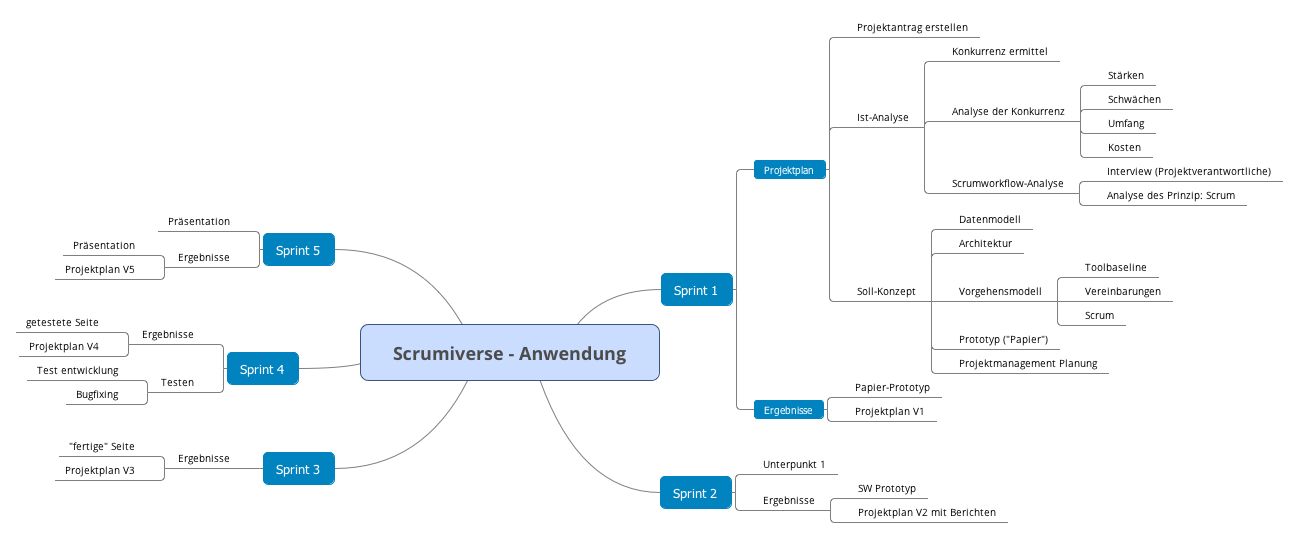 Scrumiverse - Anwendung
Sprint 1
Projektplan
Projektantrag erstellen
Ist-Analyse
Konkurrenz ermittel
Analyse der Konkurrenz
Stärken
Schwächen
Umfang
Kosten
Scrumworkflow-Analyse
Interview (Projektverantwortliche)
Analyse des Prinzip: Scrum
Soll-Konzept
Datenmodell
Architektur
Vorgehensmodell
Toolbaseline
Vereinbarungen
Scrum
Prototyp ("Papier")
Projektmanagement Planung
Ergebnisse
Papier-Prototyp
Projektplan V1
Sprint 2
Unterpunkt 1
Ergebnisse
SW Prototyp
Projektplan V2 mit Berichten
Sprint 3
Ergebnisse
"fertige" Seite
Projektplan V3
Sprint 4
Ergebnisse
getestete Seite
Projektplan V4
Testen
Test entwicklung
Bugfixing
Sprint 5
Präsentation
Ergebnisse
Präsentation
Projektplan V5